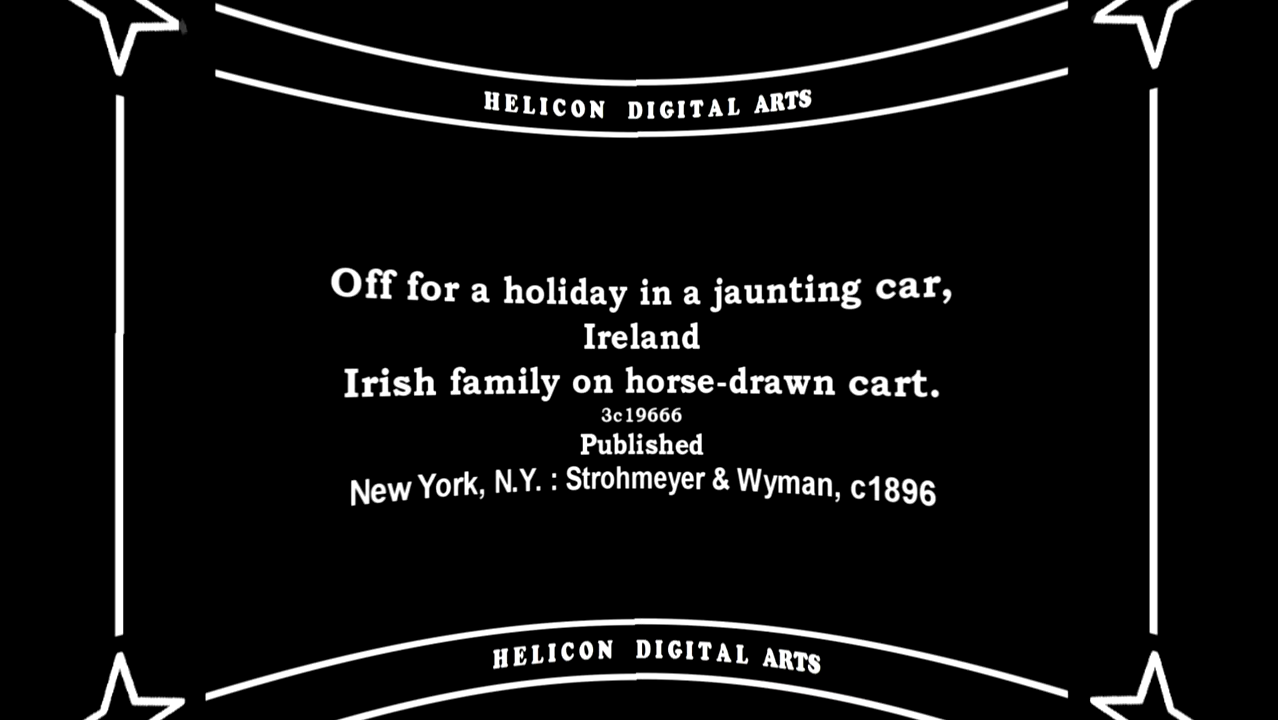 HELICON DIGITAL ARTS
Off for a holiday in a jaunting car,
Ireland
Irish family on horse-drawn cart.
3c19666
Published
New York, N.Y. : Strohmeyer & Wyman, c1896
HELICON DIGITAL ARTS